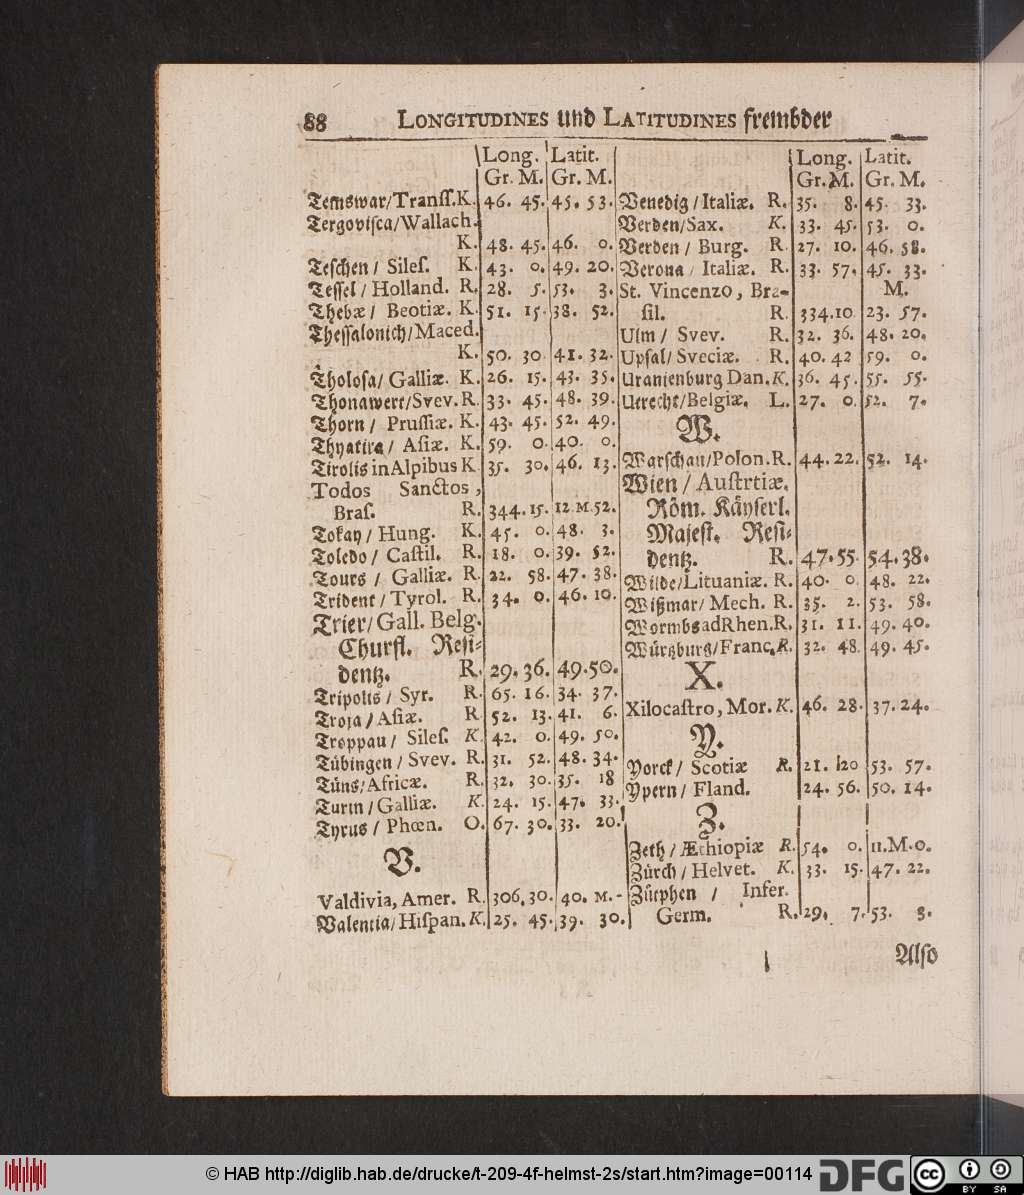 88 LONGITUDINES und LATITUDINES frembder
Long. Latit.
Gr. M. Gr. M.
Temswar/Transſ.K. 46. 45. 45. 53.
Tergoviſca/Wallach.
K. 48. 45. 46. 0.
Teſchen / Sileſ. K. 43. 0. 49. 20.
Teſſel / Holland. R. 28. 5. 53. 3.
Thebæ / Beotiæ. K. 51. 15. 38. 52.
Theſſalonich/Maced.
K. 50. 30. 41. 32.
Tholoſa / Galliæ. K. 26. 15. 43. 35.
Thonawert/Svev. R. 33. 45. 48. 39.
Thorn / Pruſſiæ. K. 43. 45. 52. 49.
Thyatira / Aſiæ. K. 59. 0. 40. 0.
Tirolis in Alpibus K. 35. 30. 46. 13.
Todos Sanctos,
Braſ. R. 344. 15. 12 M. 52.
Tokay / Hung. K. 45. 0. 48. 3.
Toledo / Caſtil. R. 18. 0. 39. 52.
Tours / Galliæ. R. 22. 58. 47. 38.
Trident / Tyrol. R. 34. 0. 46. 10.
Trier / Gall. Belg.
Churfl. Reſi-
dentz. R. 29. 36. 49. 50.
Tripolis / Syr. R. 65. 16. 34. 37.
Troja / Aſiæ. R. 52. 13. 41. 6.
Troppau / Sileſ. K. 42. 0. 49. 50.
Tübingen / Svev. R. 31. 52. 48. 34.
Tüns/Africæ. R. 32. 30. 35. 18
Turin / Galliæ. K. 24. 15. 47. 33.
Tyrus / Phœn. O. 67. 30. 33. 20.
V.
Valdivia, Amer. R. 306. 30. 40. M. -
Valentia / Hiſpan. K. 25. 45. 39. 30.
Long. Latit.
Gr. M. Gr. M.
Venedig / Italiæ. R. 35. 8. 45. 33.
Verden/Sax. K. 33. 45. 53. 0.
Verden / Burg. R. 27. 10. 46. 58.
Verona / Italiæ. R. 33. 57. 45. 33.
St. Vincenzo, Bra- M.
ſil. R. 334. 10 23. 57.
Ulm / Svev. R. 32. 36. 48. 20.
Upſal / Sveciæ. R. 40. 42 59. 0.
Uranienburg Dan. K. 36. 45. 55. 55.
Utrecht/Belgiæ. L. 27. 0. 52. 7.
W.
Warſchau/Polon. R. 44. 22. 52. 14.
Wien / Auſtrtiæ.
Röm. Käyſerl.
Majeſt. Reſi-
dentz. R. 47. 55. 54. 38.
Wilde/Lituaniæ. R. 40. 0. 48. 22.
Wißmar / Mech. R. 35. 2. 53. 58.
Wormbs ad Rhen. R. 31. 11. 49. 40.
Würtzburg/Franc. R. 32. 48. 49. 45.
X.
Xilocaſtro, Mor. K. 46. 28. 37. 24.
Y.
Yorck / Scotiæ R. 21. 20 53. 57.
Ypern / Fland. 24. 56. 50. 14.
Z.
Zeth / Æthiopiæ R. 54. 0. 11. M. 0.
Zürch / Helvet. K. 33. 15. 47. 22.
Zütphen / Infer.
Germ. R. 29. 7. 53. 3.
Alſo
© HAB http://diglib.hab.de/drucke/t-209-4f-helmst-2s/start.htm?image=00114
DFG
cc BY SA